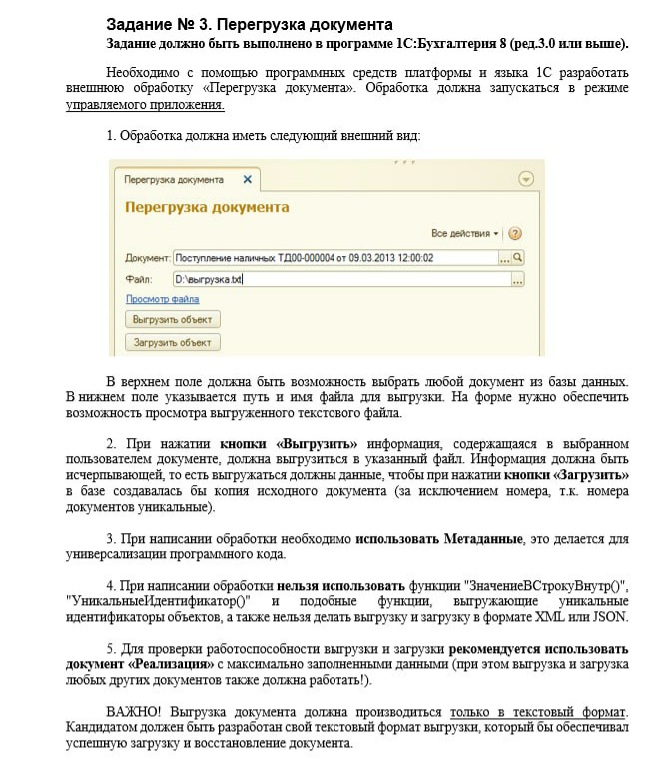 Задание № 3. Перегрузка документа
Задание должно быть выполнено в программе 1С:Бухгалтерия 8 (ред.3.0 или выше).
Необходимо с помощью программных средств платформы и языка 1С разработать
внешнюю обработку «Перегрузка документа». Обработка должна запускаться в режиме
управляемого приложения.
1. Обработка должна иметь следующий внешний вид:
Перегрузка документа
Перегрузка документа
Все действия
Документ: Поступление наличных ТД00-000004 от 09.03.2013 12:00:02 ...
Файл: D:\выгрузка.txt ...
Просмотр файла
Выгрузить объект
Загрузить объект
В верхнем поле должна быть возможность выбрать любой документ из базы данных.
В нижнем поле указывается путь и имя файла для выгрузки. На форме нужно обеспечить
возможность просмотра выгруженного текстсвого файла.
2. При нажатии кнопки «Выгрузить» информация, содержащаяся в выбранном
пользователем документе, должна выгрузиться в указанный файл. Информация должна быть
исчерпывающей, то есть выгружаться должны данные, чтобы при нажатии кнопки «Загрузить»
в базе создавалась бы копия исходного документа (за исключением номера, т.к. номера
документов уникальные).
3. При написании обработки необходимо использовать Метаданные, это делается для
универсализации программного кода.
4. При написании обработки нельзя использовать функции "ЗначениеВСтрокуВнутр()",
"УникальныеИдентификатор()" и подобные функции, выгружающие уникальные
идентификаторы объектов, а также нельзя делать выгрузку и загрузку в формате XML или JSON.
5. Для проверки работоспособности выгрузки и загрузки рекомендуется использовать
документ «Реализация» с максимально заполненными данными (при этом выгрузка и загрузка
любых других документов также должна работать!).
ВАЖНО! Выгрузка документа должна производиться только в текстовый формат.
Кандидатом должен быть разработан свой текстовый формат выгрузки, который бы обеспечивал
успешную загрузку и восстановление документа.